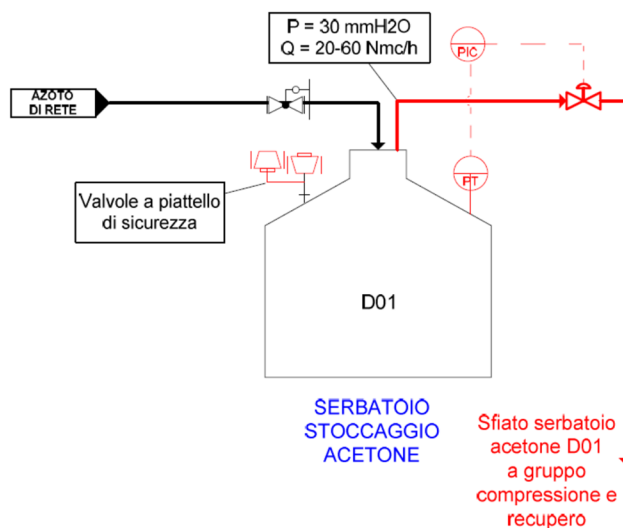 P = 30 mmH2O
Q = 20-60 Nmc/h
PIC
AZOTO
DI RETE
Valvole a piattello
di sicurezza
PT
D01
SERBATOIO
STOCCAGGIO
ACETONE
Sfiato serbatoio
acetone D01
a gruppo
compressione e
recupero